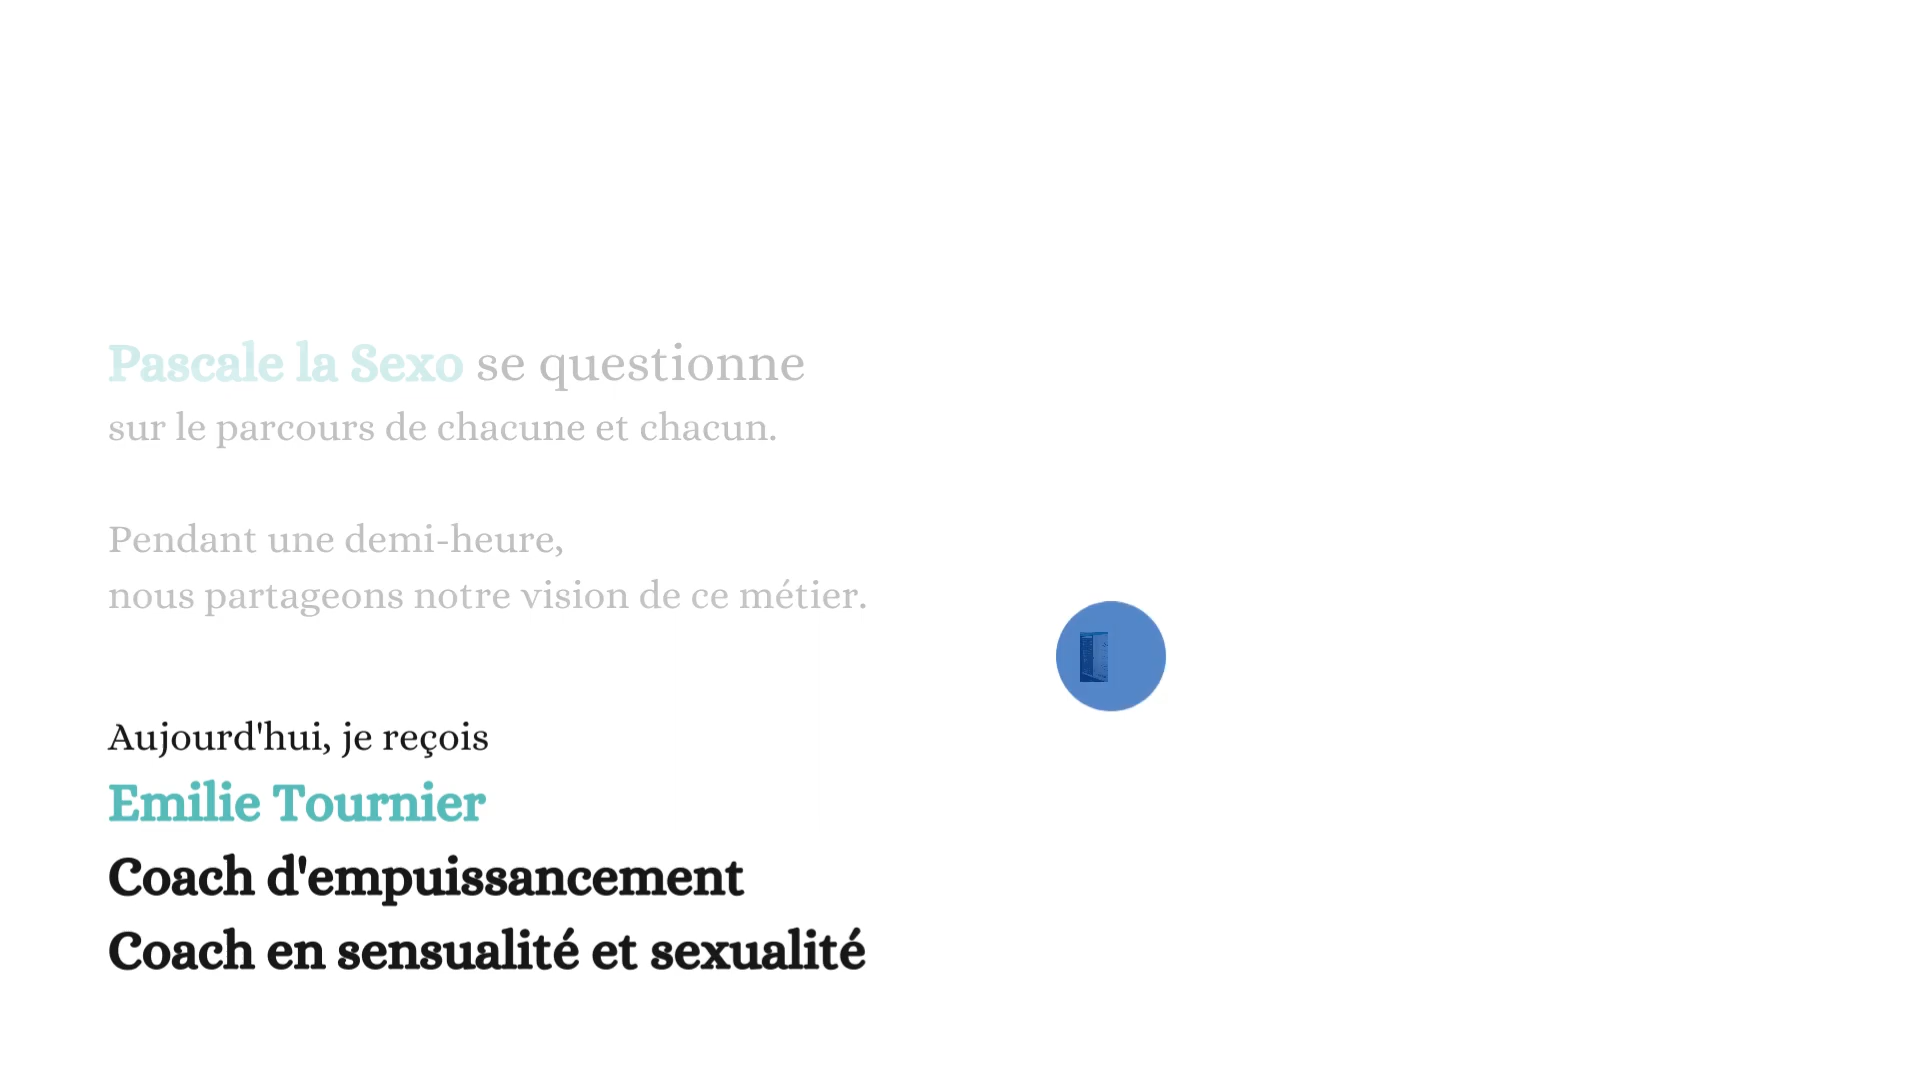 Pascale la Sexo se questionne
sur le parcours de chacune et chacun.
Pendant une demi-heure,
nous partageons notre vision de ce métier.
Aujourd'hui, je reçois
Emilie Tournier
Coach d'empuissancement
Coach en sensualité et sexualité